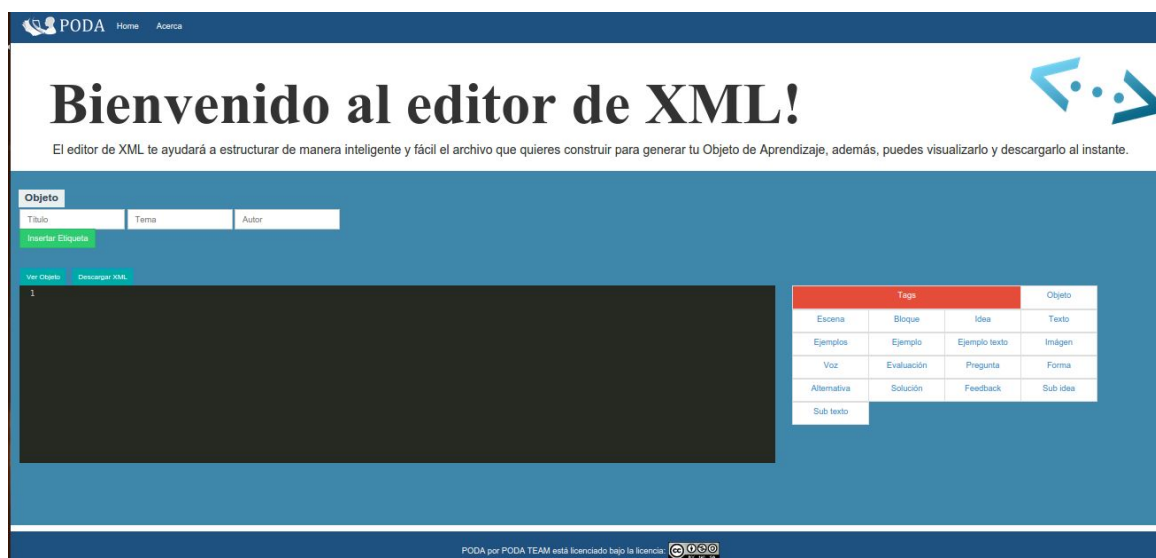 PODA Home Acerca
Bienvenido al editor de XML!
El editor de XML te ayudará a estructurar de manera inteligente y fácil el archivo que quieres construir para generar tu Objeto de Aprendizaje, además, puedes visualizarlo y descargarlo al instante.
Objeto
Título Tema Autor
Insertar Etiqueta
Ver Objeto Descargar XML
1
Tags Objeto
Escena Bloque Idea Texto
Ejemplos Ejemplo Ejemplo texto Imágen
Voz Evaluación Pregunta Forma
Alternativa Solución Feedback Sub idea
Sub texto
PODA por PODA TEAM está licenciado bajo la licencia: